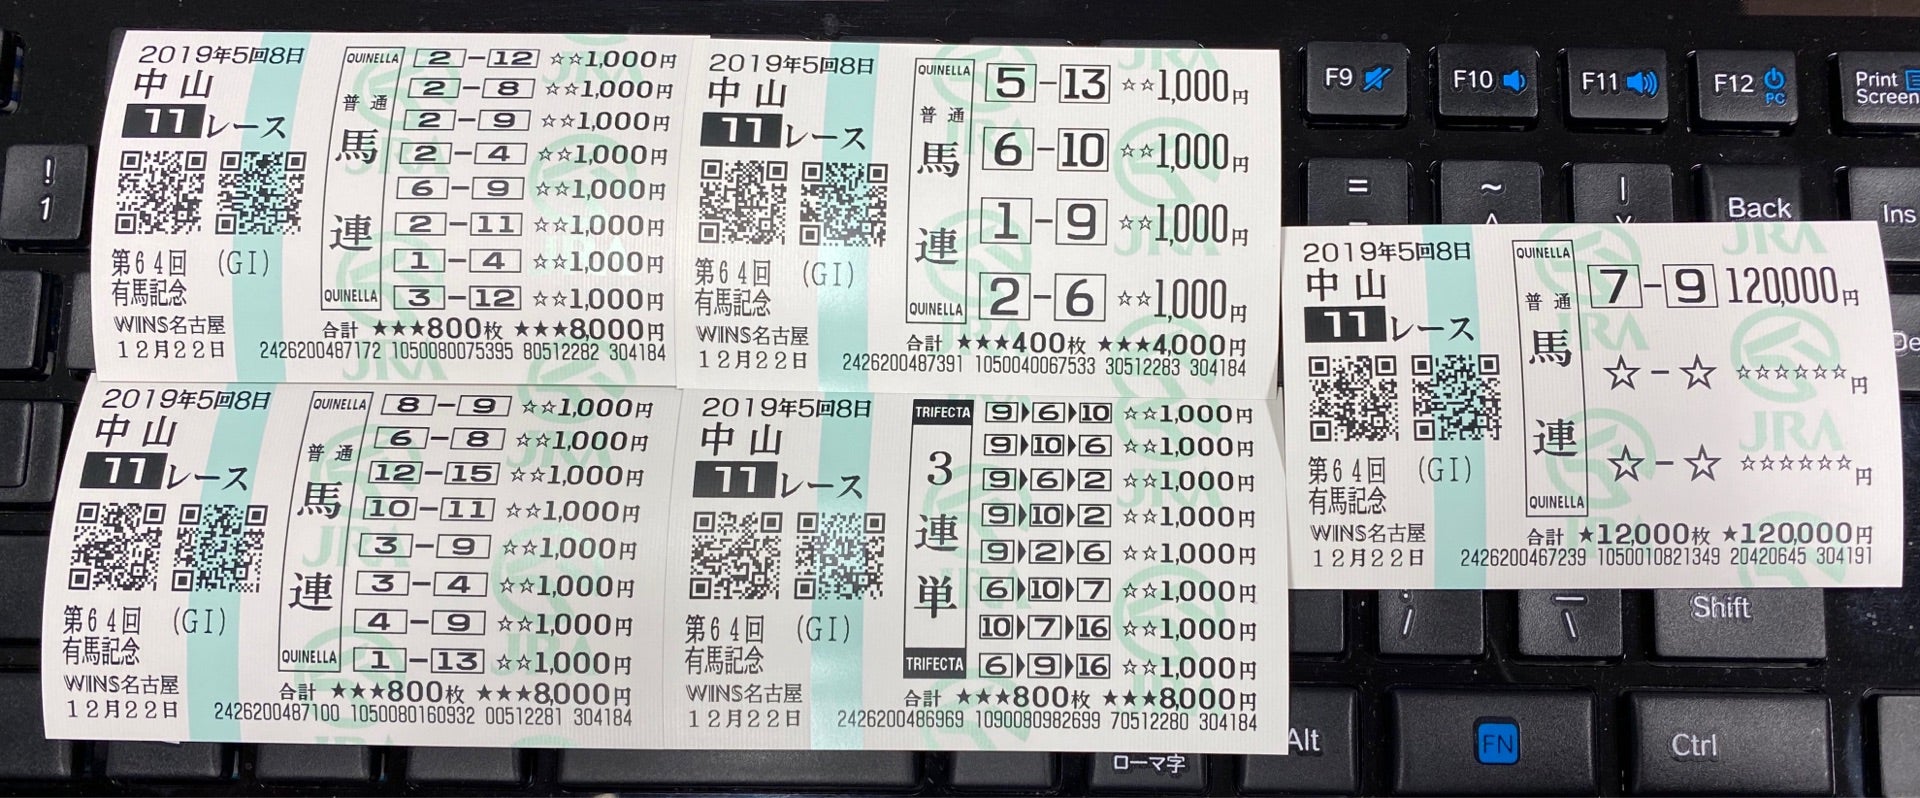 2019年5回8日
中山
11レース
第64回 (GI)
有馬記念
WINS名古屋
12月22日
QUINELLA
普通
馬連
QUINELLA
2-12 ☆☆1,000円
2-8 ☆☆1,000円
2-9 ☆☆1,000円
2-4 ☆☆1,000円
6-9 ☆☆1,000円
2-11 ☆☆1,000円
1-4 ☆☆1,000円
3-12 ☆☆1,000円
合計 ★★★800枚 ★★★8,000円
2426200487172 1050080075395 80512282 304184
2019年5回8日
中山
11レース
第64回 (GI)
有馬記念
WINS名古屋
12月22日
QUINELLA
普通
馬連
QUINELLA
5-13 ☆☆1,000円
6-10 ☆☆1,000円
1-9 ☆☆1,000円
2-6 ☆☆1,000円
合計 ★★★400枚 ★★★4,000円
2426200487391 1050040067533 30512283 304184
2019年5回8日
中山
11レース
第64回 (GI)
有馬記念
WINS名古屋
12月22日
QUINELLA
普通
馬連
QUINELLA
8-9 ☆☆1,000円
6-8 ☆☆1,000円
12-15 ☆☆1,000円
10-11 ☆☆1,000円
3-9 ☆☆1,000円
3-4 ☆☆1,000円
4-9 ☆☆1,000円
1-13 ☆☆1,000円
合計 ★★★800枚 ★★★8,000円
2426200487100 1050080160932 00512281 304184
2019年5回8日
中山
11レース
第64回 (GI)
有馬記念
WINS名古屋
12月22日
TRIFECTA
3連単
TRIFECTA
9▶6▶10 ☆☆1,000円
9▶10▶6 ☆☆1,000円
9▶6▶2 ☆☆1,000円
9▶10▶2 ☆☆1,000円
9▶2▶6 ☆☆1,000円
6▶10▶7 ☆☆1,000円
10▶7▶16 ☆☆1,000円
6▶9▶16 ☆☆1,000円
合計 ★★★800枚 ★★★8,000円
2426200486969 1090080982699 70512280 304184
2019年5回8日
中山
11レース
第64回 (GI)
有馬記念
WINS名古屋
12月22日
QUINELLA
普通
馬連
QUINELLA
7-9 120,000円
☆-☆ ☆☆☆☆☆☆円
☆-☆ ☆☆☆☆☆☆円
合計 ★12,000枚 ★120,000円
2426200467239 1050010821349 20420645 304191
JRA
F9
F10
F11
F12
PC
Print
Screen
!
1
=
~
Back
Ins
Shift
Alt
ローマ字
FN
Ctrl